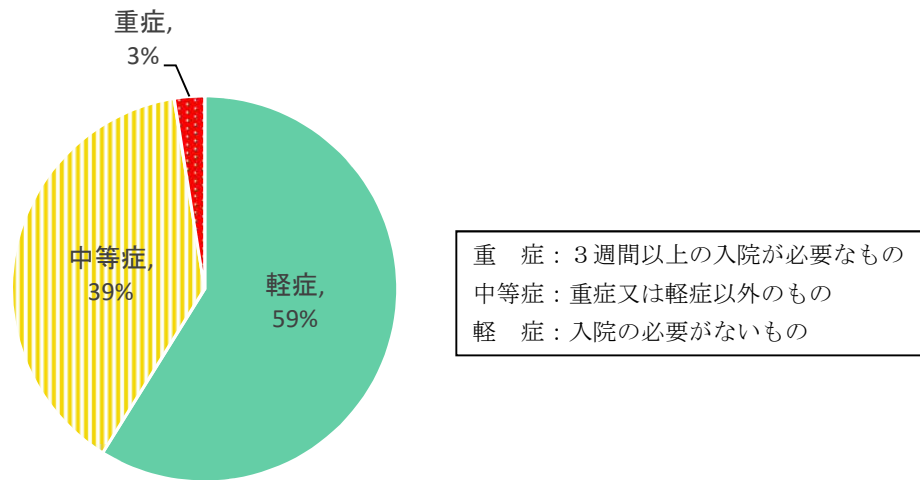 重症,
3%
中等症,
39%
軽症,
59%
重　症：３週間以上の入院が必要なもの
中等症：重症又は軽症以外のもの
軽　症：入院の必要がないもの